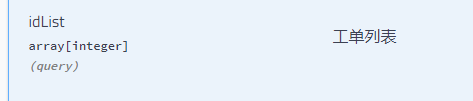 idList
array[integer]
(query)
工单列表